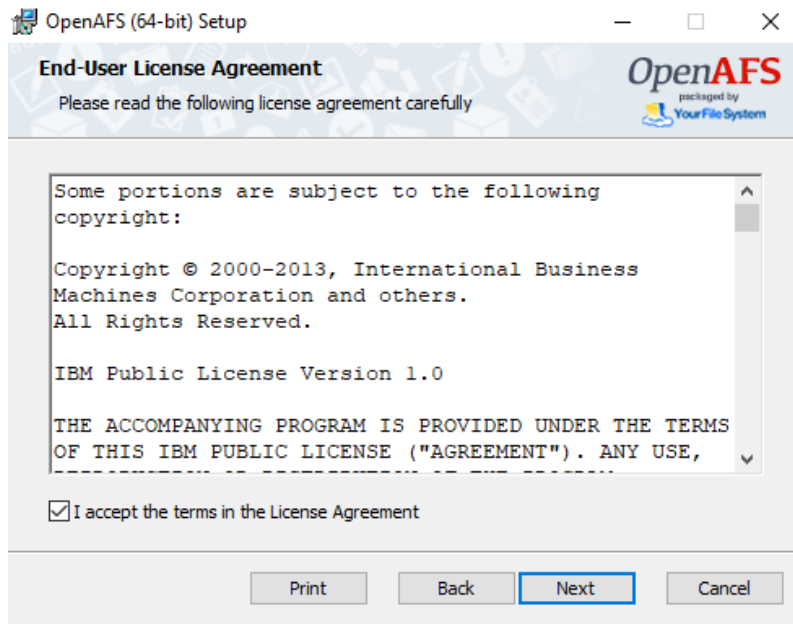 OpenAFS (64-bit) Setup
End-User License Agreement
Please read the following license agreement carefully
OpenAFS
packaged by
YourFileSystem
Some portions are subject to the following
copyright:
Copyright © 2000-2013, International Business
Machines Corporation and others.
All Rights Reserved.
IBM Public License Version 1.0
THE ACCOMPANYING PROGRAM IS PROVIDED UNDER THE TERMS
OF THIS IBM PUBLIC LICENSE ("AGREEMENT"). ANY USE,
I accept the terms in the License Agreement
Print
Back
Next
Cancel